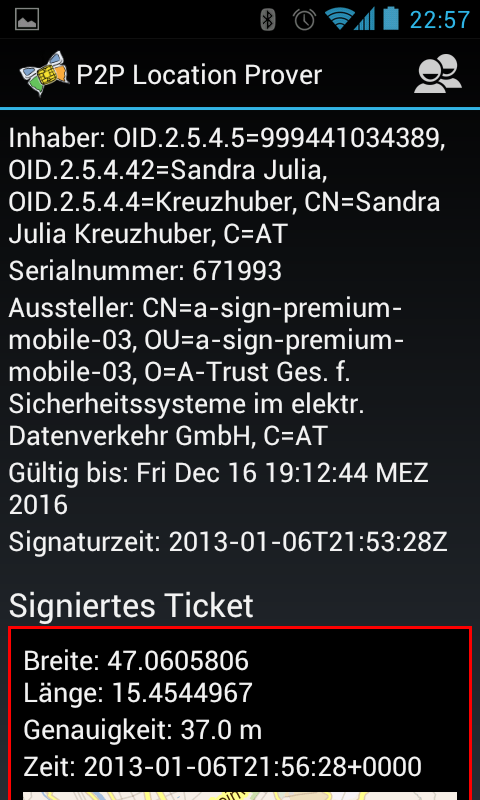 22:57
P2P Location Prover
Inhaber: OID.2.5.4.5=999441034389,
OID.2.5.4.42=Sandra Julia,
OID.2.5.4.4=Kreuzhuber, CN=Sandra
Julia Kreuzhuber, C=AT
Serialnummer: 671993
Aussteller: CN=a-sign-premium-
mobile-03, OU=a-sign-premium-
mobile-03, O=A-Trust Ges. f.
Sicherheitssysteme im elektr.
Datenverkehr GmbH, C=AT
Gültig bis: Fri Dec 16 19:12:44 MEZ
2016
Signaturzeit: 2013-01-06T21:53:28Z
Signiertes Ticket
Breite: 47.0605806
Länge: 15.4544967
Genauigkeit: 37.0 m
Zeit: 2013-01-06T21:56:28+0000